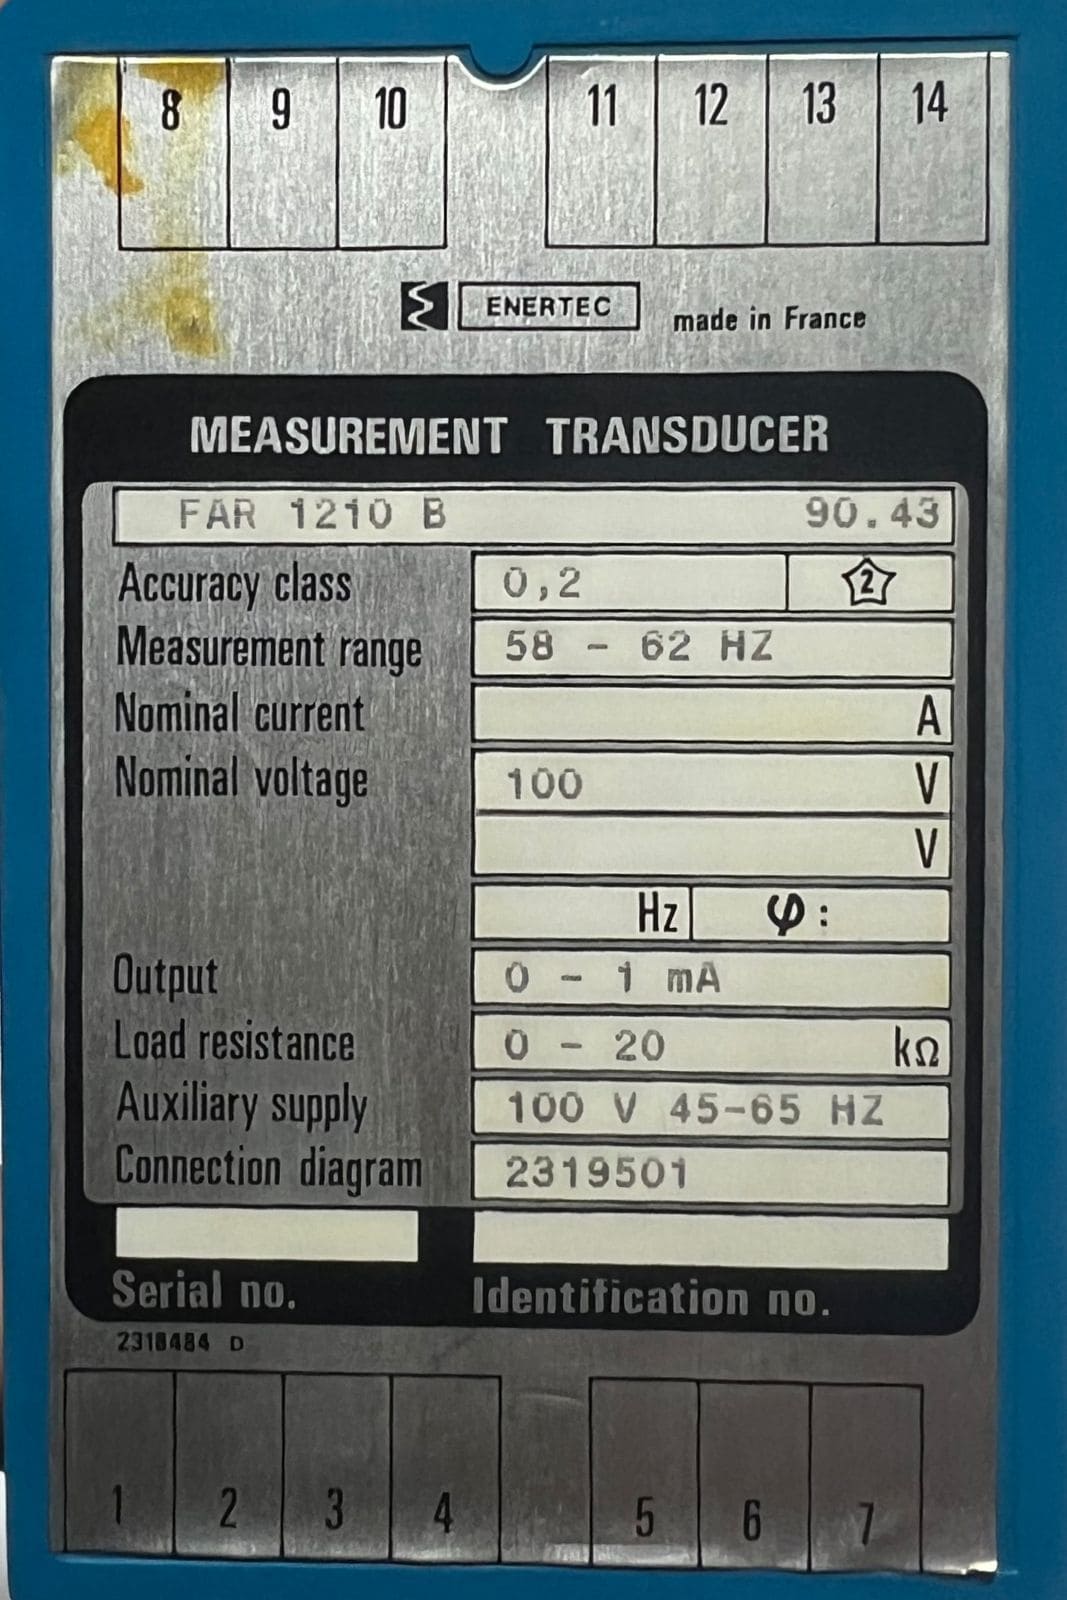 8 9 10 11 12 13 14
ENERTEC made in France
MEASUREMENT TRANSDUCER
FAR 1210 B 90.43
Accuracy class 0,2 2
Measurement range 58 - 62 HZ
Nominal current A
Nominal voltage 100 V
V
Hz φ:
Output 0 - 1 mA
Load resistance 0 - 20 kΩ
Auxiliary supply 100 V 45-65 HZ
Connection diagram 2319501
Serial no. Identification no.
2318484 D
1 2 3 4 5 6 7